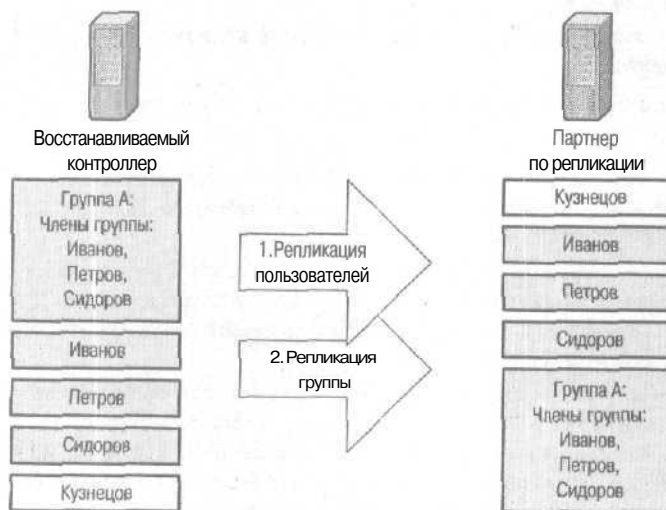 Восстанавливаемый
контроллер
Группа А:
Члены группы:
Иванов,
Петров,
Сидоров
Иванов
Петров
Сидоров
Кузнецов
1.Репликация
пользователей
2. Репликация
группы
Партнер
по репликации
Кузнецов
Иванов
Петров
Сидоров
Группа А:
Члены группы:
Иванов,
Петров,
Сидоров